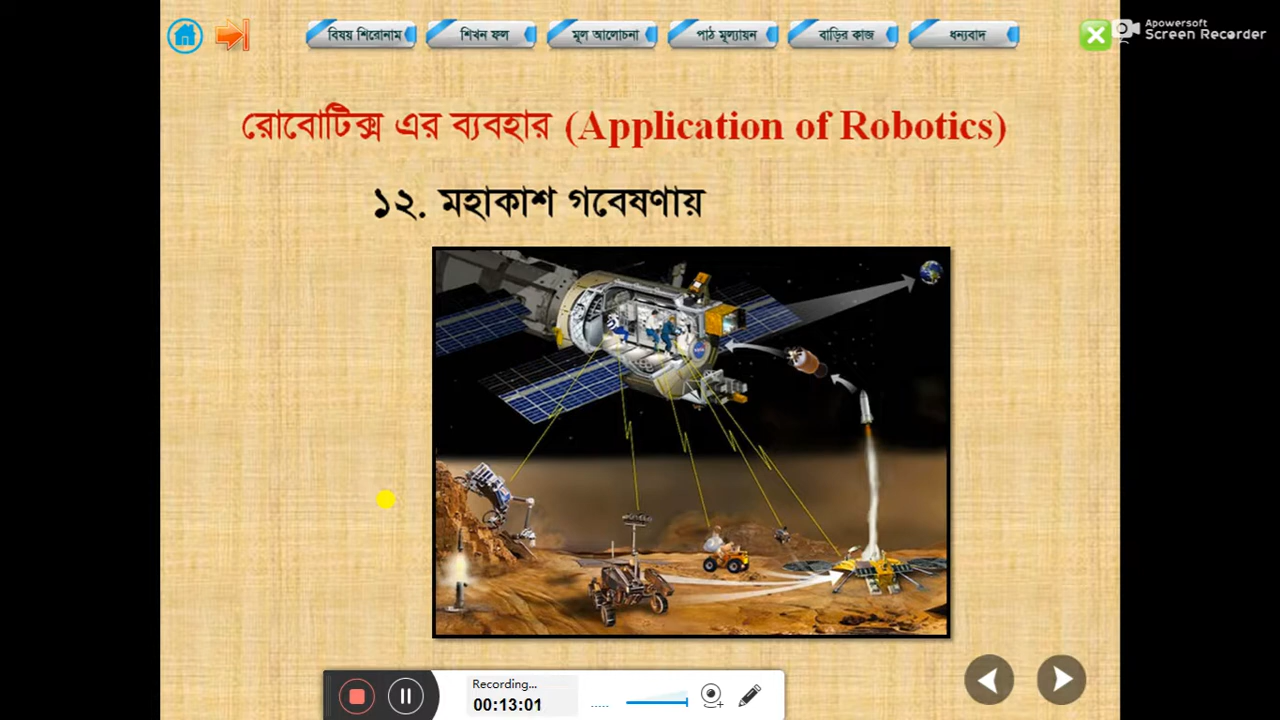 বিষয় শিরোনাম
শিখন ফল
মূল আলোচনা
পাঠ মূল্যায়ন
বাড়ির কাজ
ধন্যবাদ
Apowersoft
Screen Recorder
রোবোটিক্স এর ব্যবহার (Application of Robotics)
১২. মহাকাশ গবেষণায়
Recording...
00:13:01